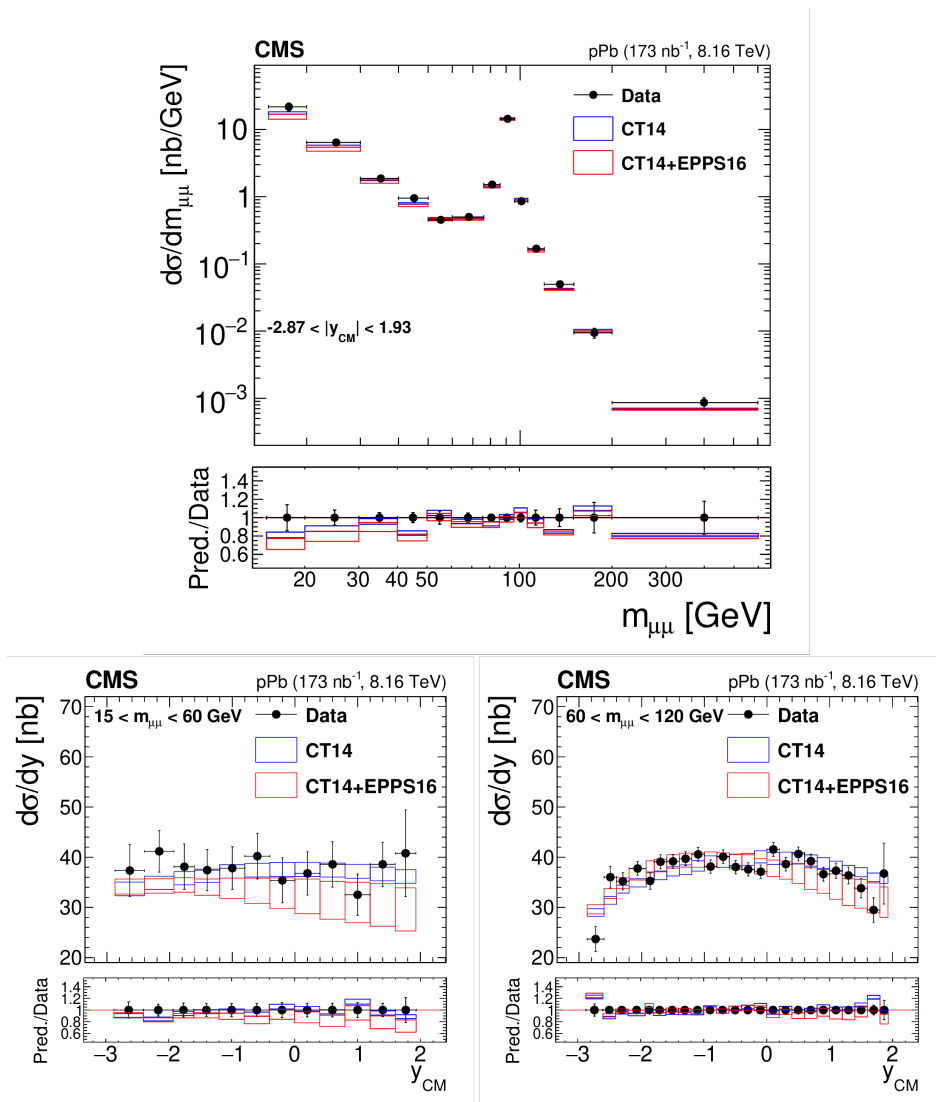 CMS pPb (173 nb⁻¹, 8.16 TeV)
dσ/dm_μμ [nb/GeV]
Data
CT14
CT14+EPPS16
10
1
10⁻¹
10⁻²
10⁻³
-2.87 < |y_CM| < 1.93
Pred./Data
1.4
1.2
1
0.8
0.6
20 30 40 50 100 200 300
m_μμ [GeV]
CMS pPb (173 nb⁻¹, 8.16 TeV)
dσ/dy [nb]
15 < m_μμ < 60 GeV Data
CT14
CT14+EPPS16
70
60
50
40
30
20
Pred./Data
1.4
1.2
1
0.8
0.6
−3 −2 −1 0 1 2
y_CM
CMS pPb (173 nb⁻¹, 8.16 TeV)
dσ/dy [nb]
60 < m_μμ < 120 GeV Data
CT14
CT14+EPPS16
70
60
50
40
30
20
Pred./Data
1.4
1.2
1
0.8
0.6
−3 −2 −1 0 1 2
y_CM